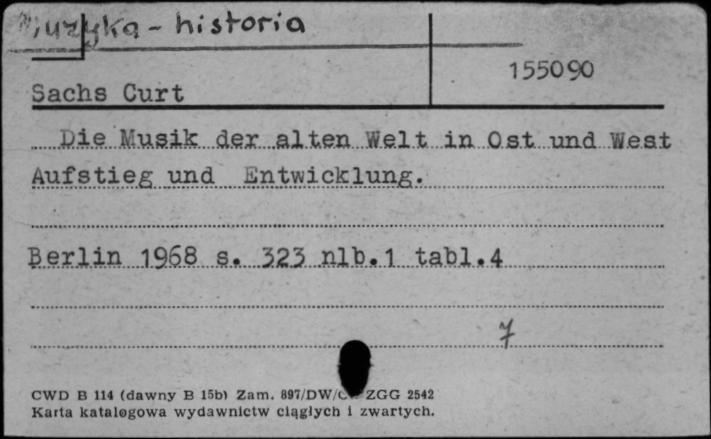 Muzyka - historia
155090
Sachs Curt
Die Musik der alten Welt in Ost und West
Aufstieg und Entwicklung.
Berlin 1968 s. 323 nlb.1 tabl.4
7
CWD B 114 (dawny B 15b) Zam. 897/DW/ ZGG 2542
Karta katalogowa wydawnictw ciągłych i zwartych.